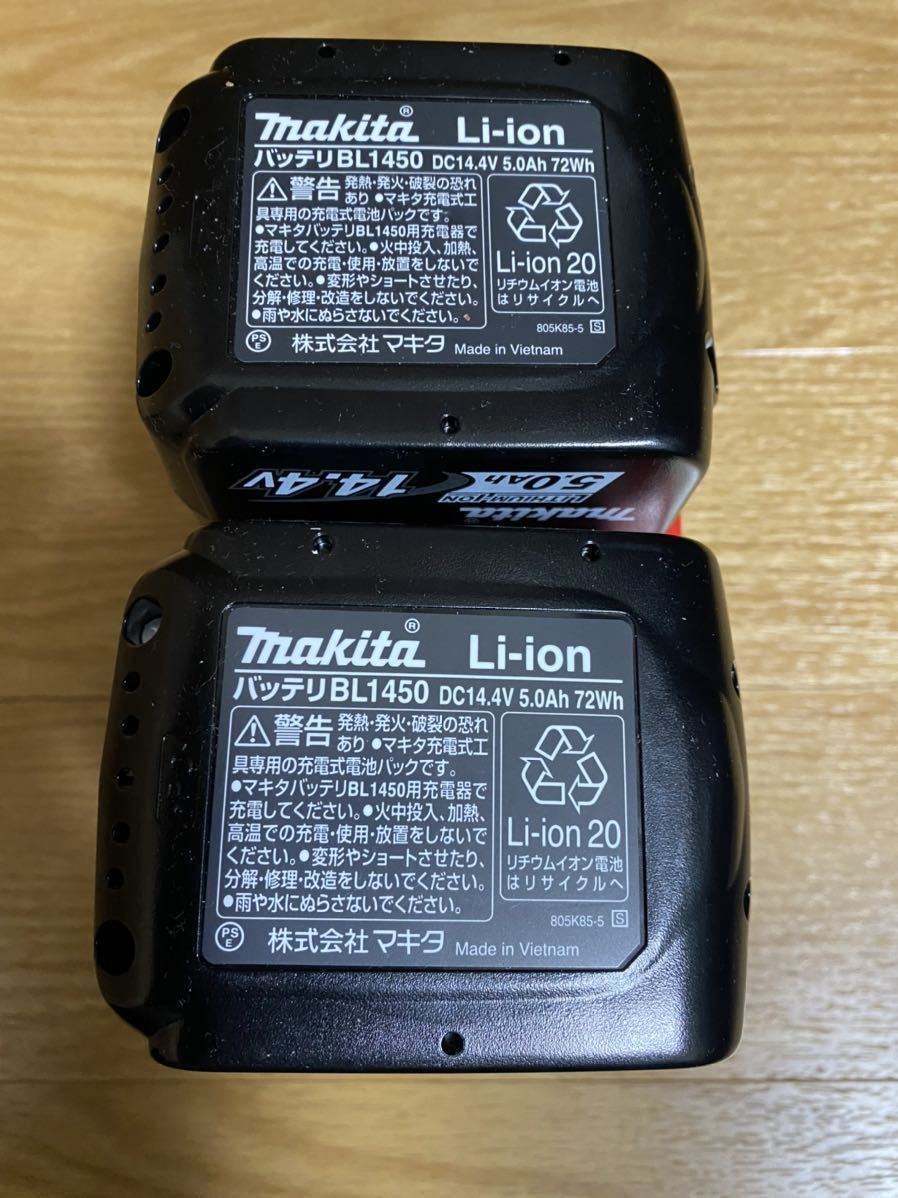 makita® Li-ion
バッテリBL1450 DC14.4V 5.0Ah 72Wh
警告 発熱・発火・破裂の恐れ
あり ●マキタ充電式工
具専用の充電式電池パックです。
●マキタバッテリBL1450用充電器で
充電してください。●火中投入、加熱、
高温での充電・使用・放置をしないで
ください。●変形やショートさせたり、
分解・修理・改造をしないでください。
●雨や水にぬらさないでください。
Li-ion 20
リチウムイオン電池
はリサイクルへ
805K85-5 S
PS
E
株式会社 マキタ Made in Vietnam
14.4V
5.0Ah
LITHIUM-ION
makita®
makita® Li-ion
バッテリBL1450 DC14.4V 5.0Ah 72Wh
警告 発熱・発火・破裂の恐れ
あり ●マキタ充電式工
具専用の充電式電池パックです。
●マキタバッテリBL1450用充電器で
充電してください。●火中投入、加熱、
高温での充電・使用・放置をしないで
ください。●変形やショートさせたり、
分解・修理・改造をしないでください。
●雨や水にぬらさないでください。
Li-ion 20
リチウムイオン電池
はリサイクルへ
805K85-5 S
PS
E
株式会社 マキタ Made in Vietnam